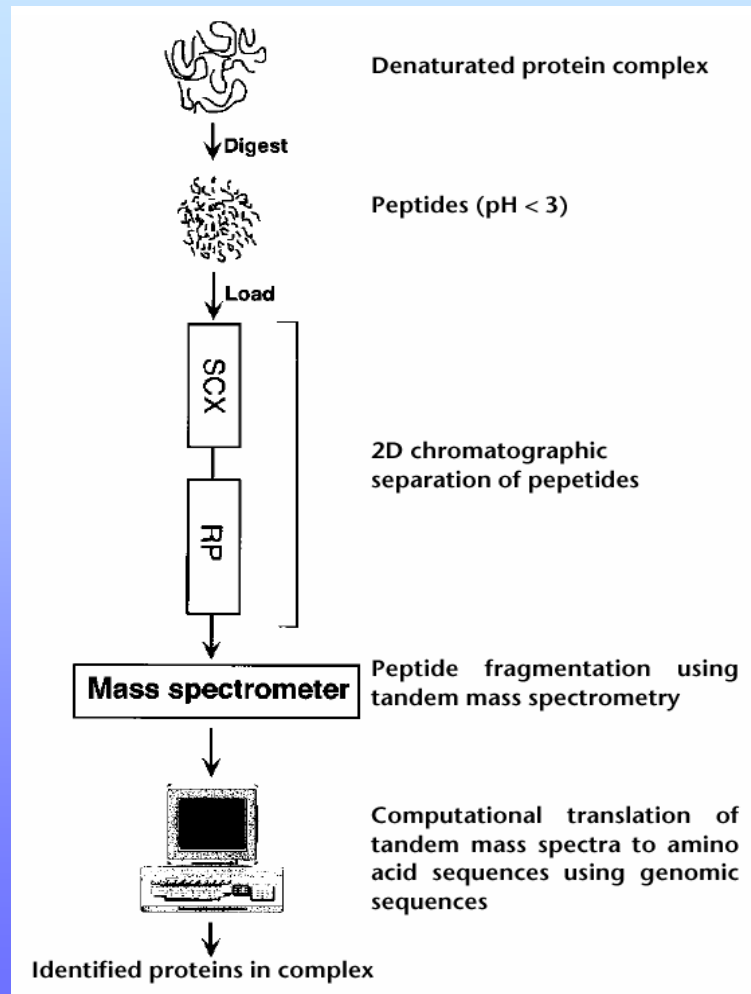 Denaturated protein complex
Digest
Peptides (pH < 3)
Load
SCX
2D chromatographic
separation of pepetides
RP
Mass spectrometer
Peptide fragmentation using
tandem mass spectrometry
Computational translation of
tandem mass spectra to amino
acid sequences using genomic
sequences
Identified proteins in complex